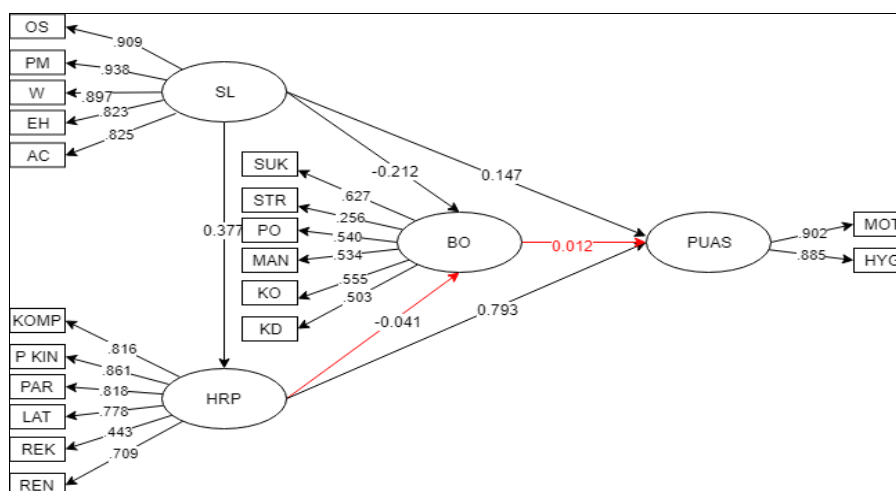 OS
.909
PM
.938
W
.897
SL
EH
.823
AC
.825
SUK
-0.212
0.147
.627
STR
.256
0.377
PO
.540
BO
PUAS
.902
MOT
MAN
.534
0.012
.885
HYG
.555
KO
.503
KD
-0.041
0.793
KOMP
.816
P KIN
.861
PAR
.818
HRP
LAT
.778
REK
.443
.709
REN